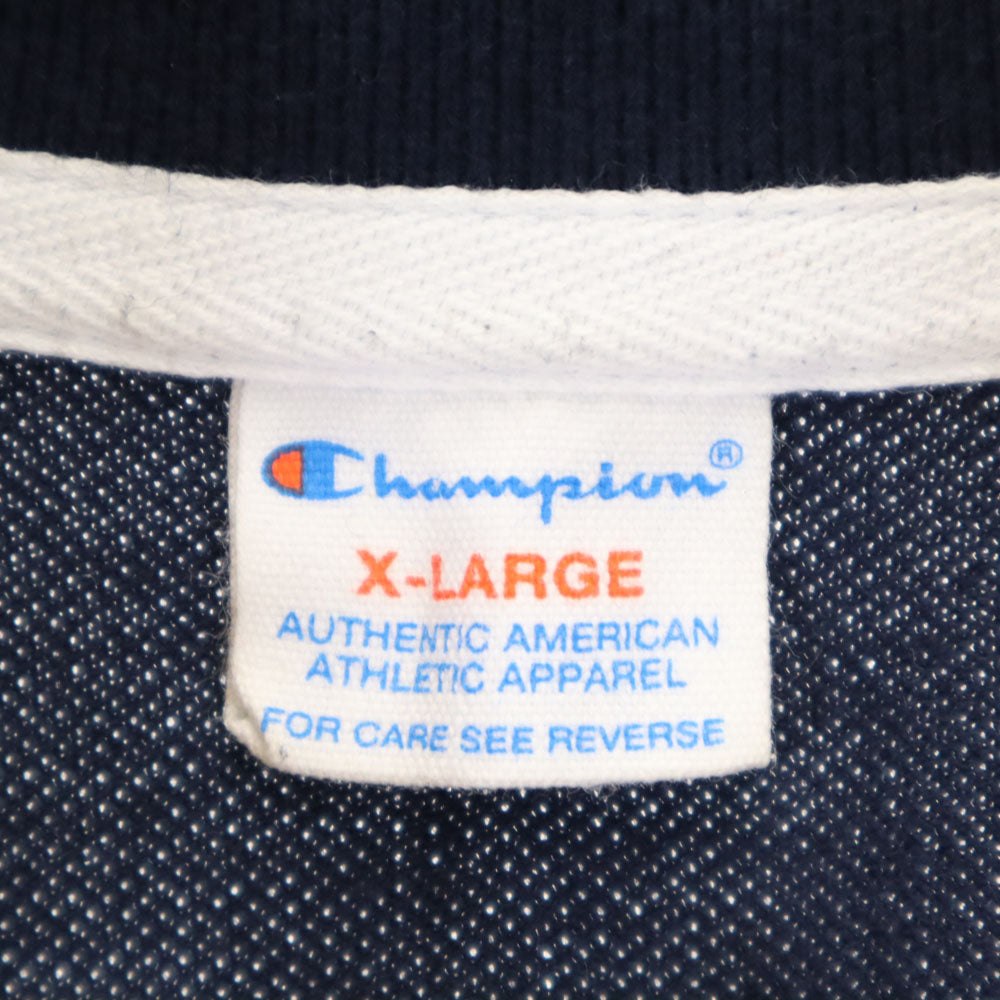 Champion®
X-LARGE
AUTHENTIC AMERICAN
ATHLETIC APPAREL
FOR CARE SEE REVERSE